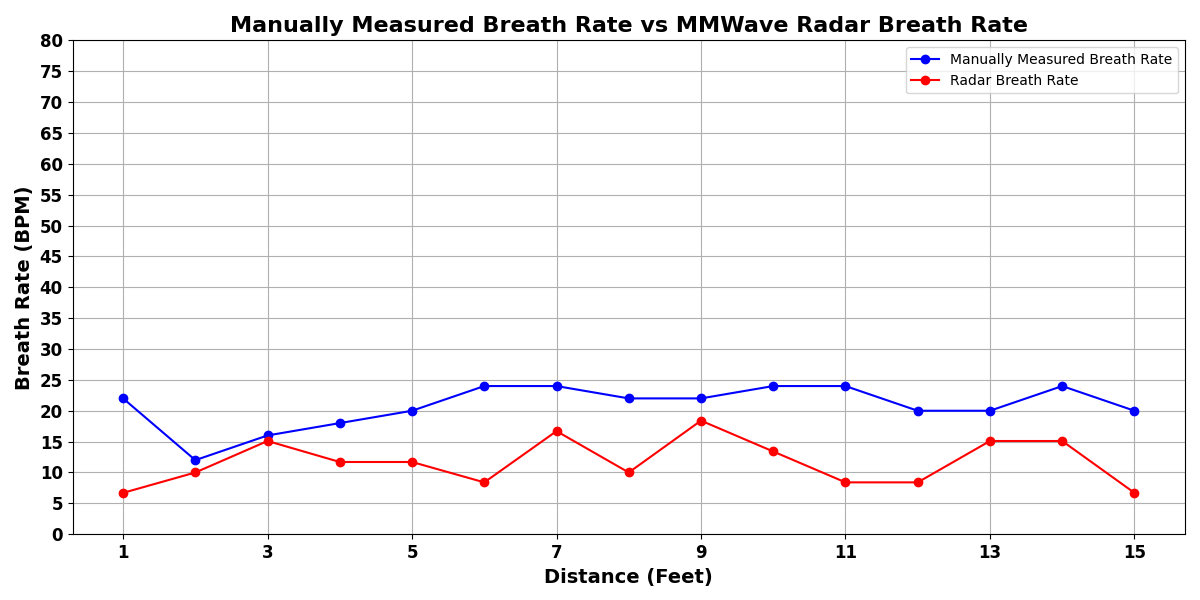 Manually Measured Breath Rate vs MMWave Radar Breath Rate
Manually Measured Breath Rate
Radar Breath Rate
Breath Rate (BPM)
80
75
70
65
60
55
50
45
40
35
30
25
20
15
10
5
0
1 3 5 7 9 11 13 15
Distance (Feet)